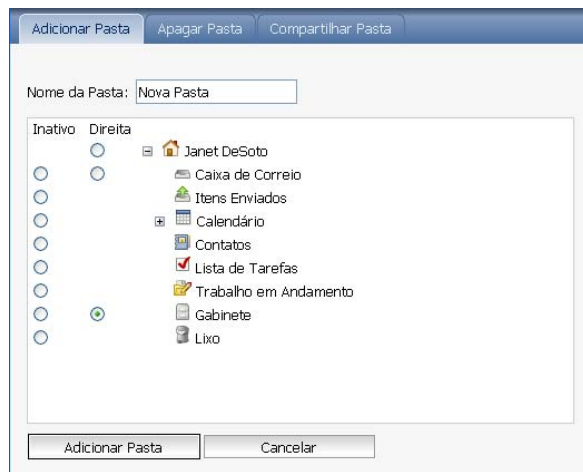 Adicionar Pasta Apagar Pasta Compartilhar Pasta
Nome da Pasta: Nova Pasta
Inativo Direita
Janet DeSoto
Caixa de Correio
Itens Enviados
Calendário
Contatos
Lista de Tarefas
Trabalho em Andamento
Gabinete
Lixo
Adicionar Pasta Cancelar